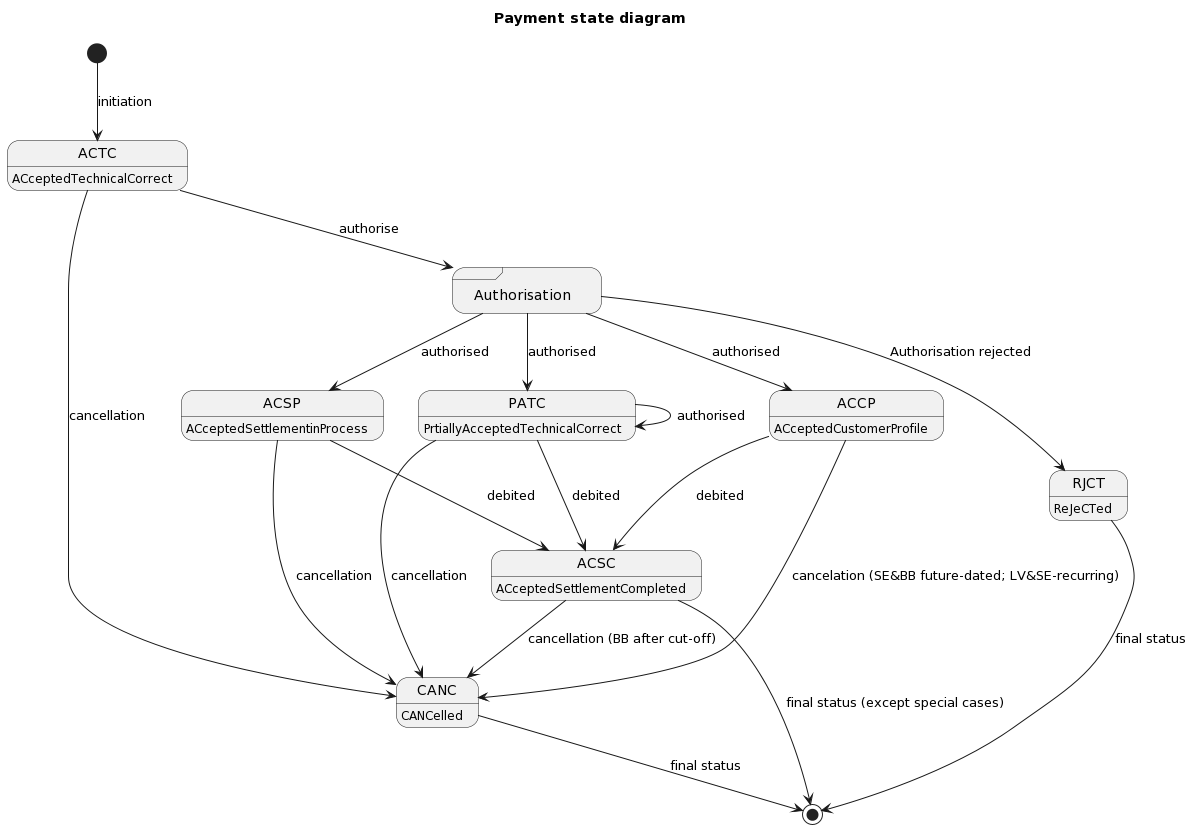 Payment state diagram
initiation
ACTC
ACceptedTechnicalCorrect
authorise
Authorisation
authorised
authorised
authorised
Authorisation rejected
ACSP
ACceptedSettlementinProcess
PATC
PrtiallyAcceptedTechnicalCorrect
authorised
ACCP
ACceptedCustomerProfile
cancellation
RJCT
ReJeCTed
debited
debited
debited
ACSC
ACceptedSettlementCompleted
cancellation
cancellation
cancelation (SE&BB future-dated; LV&SE-recurring)
cancellation (BB after cut-off)
final status
CANC
CANCelled
final status (except special cases)
final status